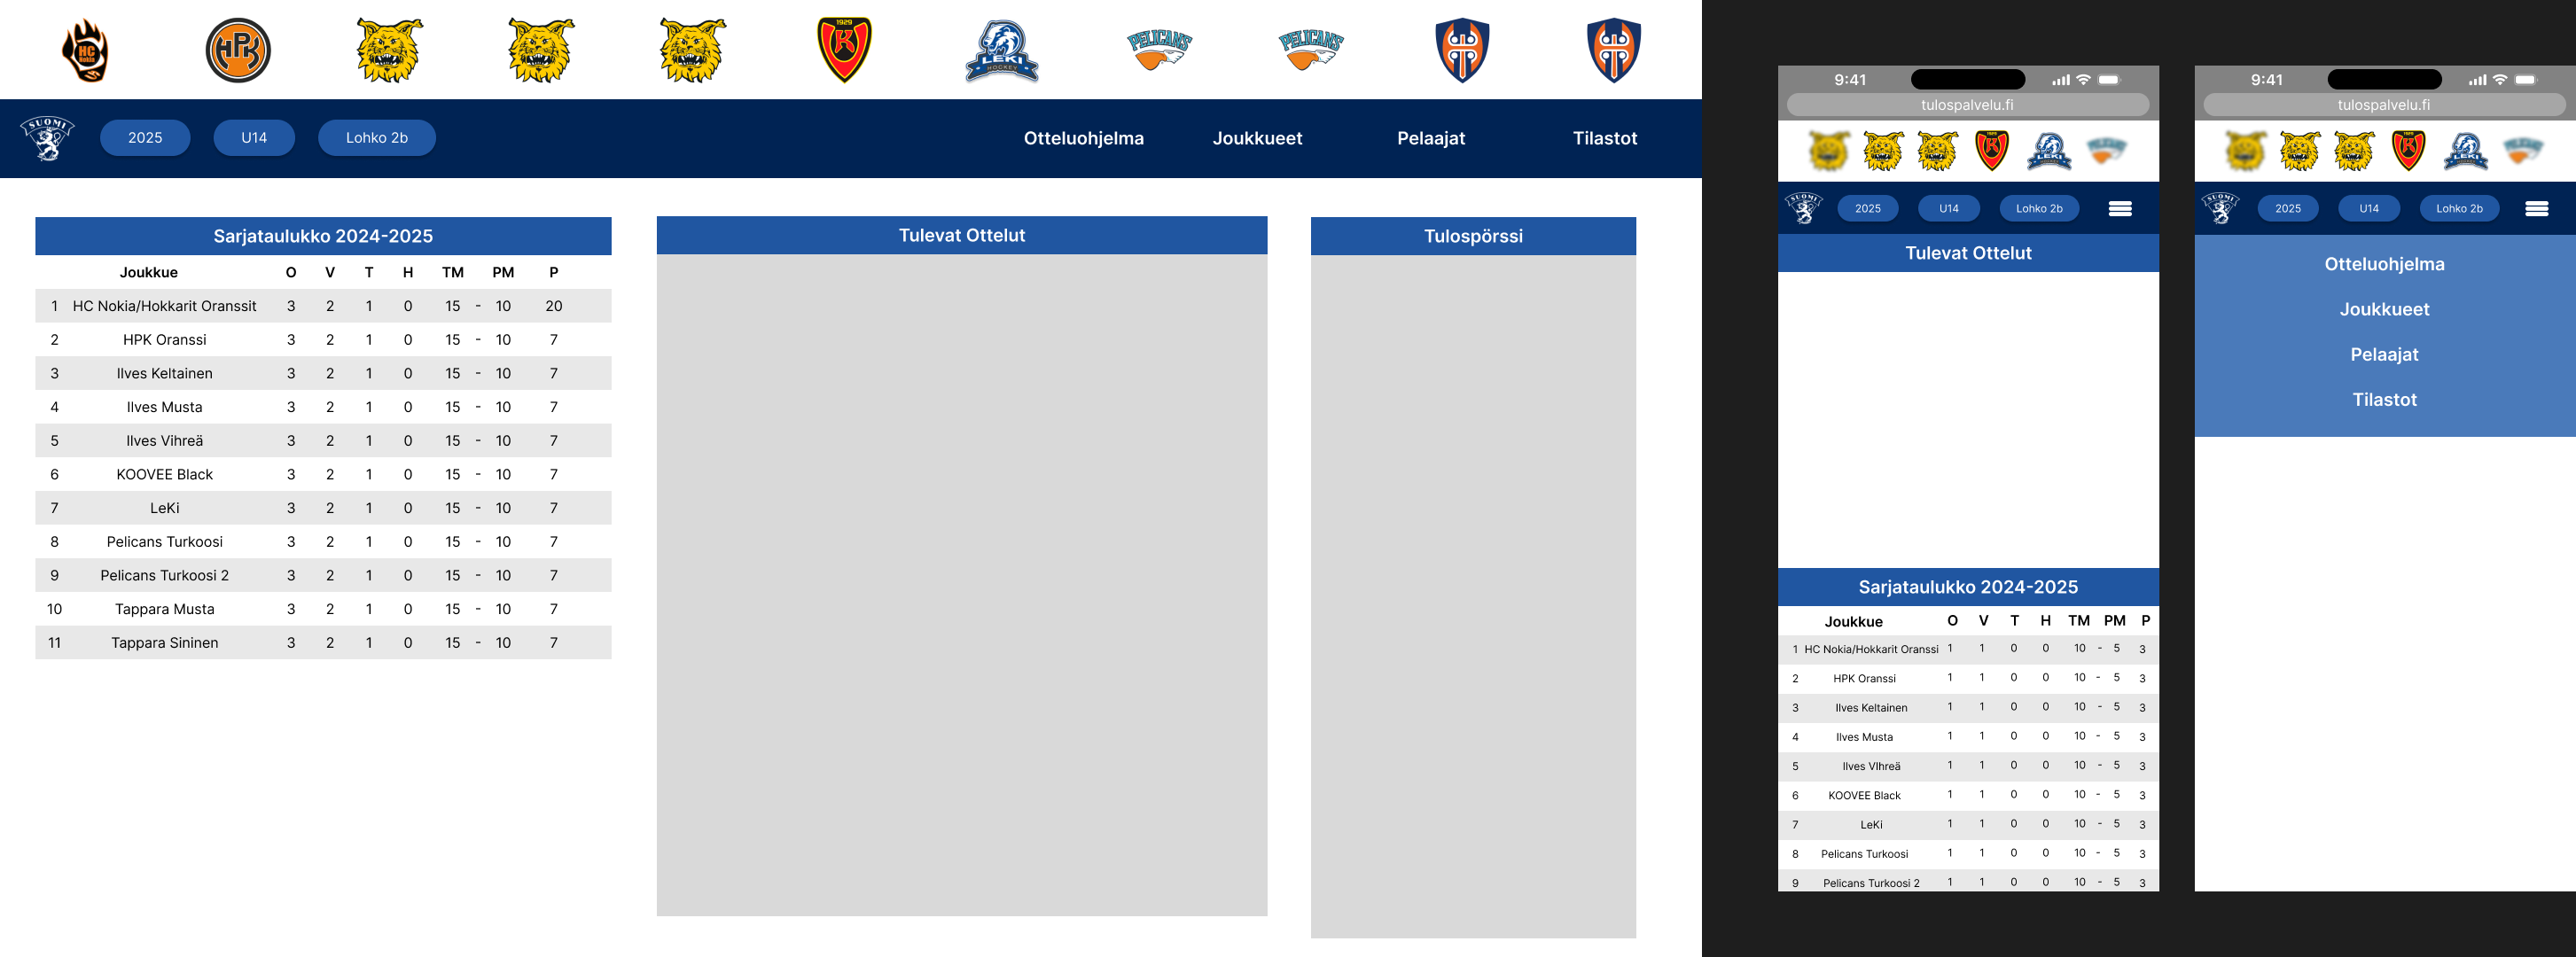 HC Nokia
HPK
1929
K
LEKI
HOCKEY
PELICANS
PELICANS
SUOMI
2025
U14
Lohko 2b
Otteluohjelma
Joukkueet
Pelaajat
Tilastot
Sarjataulukko 2024-2025
Joukkue O V T H TM PM P
1 HC Nokia/Hokkarit Oranssit 3 2 1 0 15 - 10 20
2 HPK Oranssi 3 2 1 0 15 - 10 7
3 Ilves Keltainen 3 2 1 0 15 - 10 7
4 Ilves Musta 3 2 1 0 15 - 10 7
5 Ilves Vihreä 3 2 1 0 15 - 10 7
6 KOOVEE Black 3 2 1 0 15 - 10 7
7 LeKi 3 2 1 0 15 - 10 7
8 Pelicans Turkoosi 3 2 1 0 15 - 10 7
9 Pelicans Turkoosi 2 3 2 1 0 15 - 10 7
10 Tappara Musta 3 2 1 0 15 - 10 7
11 Tappara Sininen 3 2 1 0 15 - 10 7
Tulevat Ottelut
Tulospörssi
9:41
tulospalvelu.fi
LEKI
SUOMI
2025
U14
Lohko 2b
Tulevat Ottelut
Sarjataulukko 2024-2025
Joukkue O V T H TM PM P
1 HC Nokia/Hokkarit Oranssi 1 1 0 0 10 - 5 3
2 HPK Oranssi 1 1 0 0 10 - 5 3
3 Ilves Keltainen 1 1 0 0 10 - 5 3
4 Ilves Musta 1 1 0 0 10 - 5 3
5 Ilves VIhreä 1 1 0 0 10 - 5 3
6 KOOVEE Black 1 1 0 0 10 - 5 3
7 LeKi 1 1 0 0 10 - 5 3
8 Pelicans Turkoosi 1 1 0 0 10 - 5 3
9 Pelicans Turkoosi 2 1 1 0 0 10 - 5 3
9:41
tulospalvelu.fi
LEKI
SUOMI
2025
U14
Lohko 2b
Otteluohjelma
Joukkueet
Pelaajat
Tilastot